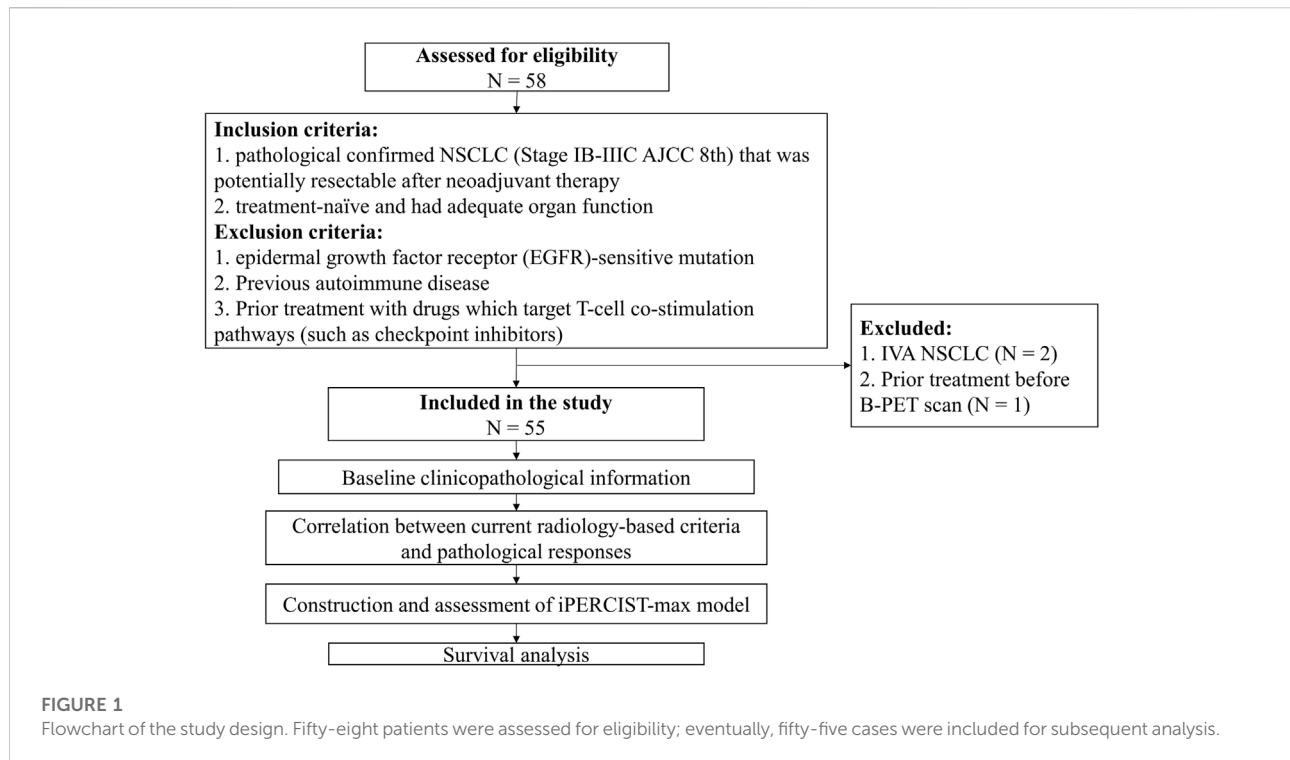 Assessed for eligibility
N = 58
Inclusion criteria:
1. pathological confirmed NSCLC (Stage IB-IIIC AJCC 8th) that was
potentially resectable after neoadjuvant therapy
2. treatment-naïve and had adequate organ function
Exclusion criteria:
1. epidermal growth factor receptor (EGFR)-sensitive mutation
2. Previous autoimmune disease
3. Prior treatment with drugs which target T-cell co-stimulation
pathways (such as checkpoint inhibitors)
Excluded:
1. IVA NSCLC (N = 2)
2. Prior treatment before
B-PET scan (N = 1)
Included in the study
N = 55
Baseline clinicopathological information
Correlation between current radiology-based criteria
and pathological responses
Construction and assessment of iPERCIST-max model
Survival analysis
FIGURE 1
Flowchart of the study design. Fifty-eight patients were assessed for eligibility; eventually, fifty-five cases were included for subsequent analysis.